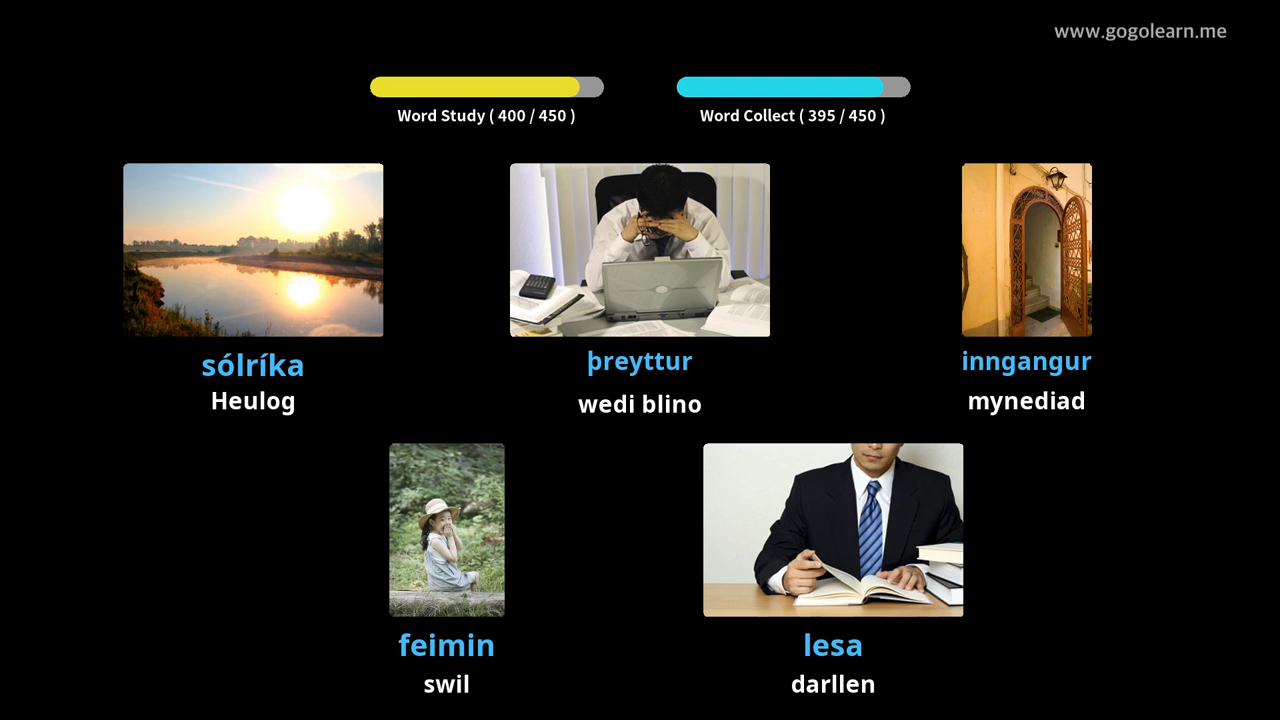 www.gogolearn.me
Word Study ( 400 / 450 )
Word Collect ( 395 / 450 )
sólríka
Heulog
þreyttur
wedi blino
inngangur
mynediad
feimin
swil
lesa
darllen